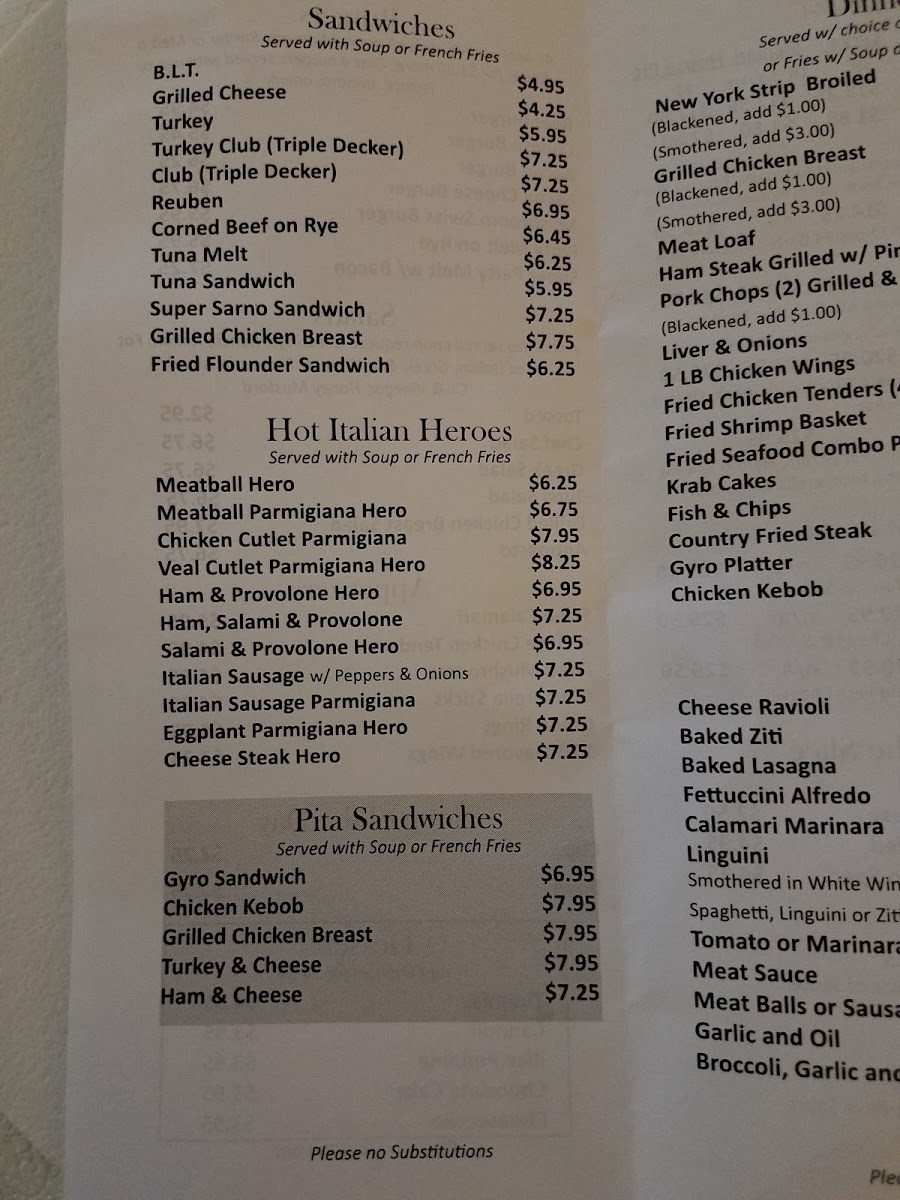 Sandwiches
Served with Soup or French Fries
B.L.T. $4.95
Grilled Cheese $4.25
Turkey $5.95
Turkey Club (Triple Decker) $7.25
Club (Triple Decker) $7.25
Reuben $6.95
Corned Beef on Rye $6.45
Tuna Melt $6.25
Tuna Sandwich $5.95
Super Sarno Sandwich $7.25
Grilled Chicken Breast $7.75
Fried Flounder Sandwich $6.25
Hot Italian Heroes
Served with Soup or French Fries
Meatball Hero $6.25
Meatball Parmigiana Hero $6.75
Chicken Cutlet Parmigiana $7.95
Veal Cutlet Parmigiana Hero $8.25
Ham & Provolone Hero $6.95
Ham, Salami & Provolone $7.25
Salami & Provolone Hero $6.95
Italian Sausage w/ Peppers & Onions $7.25
Italian Sausage Parmigiana $7.25
Eggplant Parmigiana Hero $7.25
Cheese Steak Hero $7.25
Pita Sandwiches
Served with Soup or French Fries
Gyro Sandwich $6.95
Chicken Kebob $7.95
Grilled Chicken Breast $7.95
Turkey & Cheese $7.95
Ham & Cheese $7.25
Please no Substitutions
Served w/ choice
or Fries w/ Soup
New York Strip Broiled
(Blackened, add $1.00)
(Smothered, add $3.00)
Grilled Chicken Breast
(Blackened, add $1.00)
(Smothered, add $3.00)
Meat Loaf
Ham Steak Grilled w/
Pork Chops (2) Grilled &
(Blackened, add $1.00)
Liver & Onions
1 LB Chicken Wings
Fried Chicken Tenders
Fried Shrimp Basket
Fried Seafood Combo
Krab Cakes
Fish & Chips
Country Fried Steak
Gyro Platter
Chicken Kebob
Cheese Ravioli
Baked Ziti
Baked Lasagna
Fettuccini Alfredo
Calamari Marinara
Linguini
Smothered in White
Spaghetti, Linguini or
Tomato or Marinara
Meat Sauce
Meat Balls or
Garlic and Oil
Broccoli, Garlic and